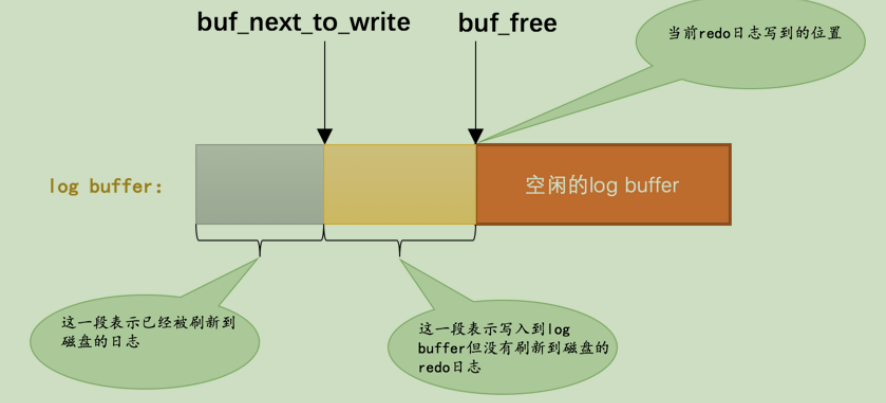 buf_next_to_write
buf_free
当前redo日志写到的位置
log buffer:
空闲的log buffer
这一段表示已经被刷新到
磁盘的日志
这一段表示写入到log
buffer但没有刷新到磁盘的
redo日志